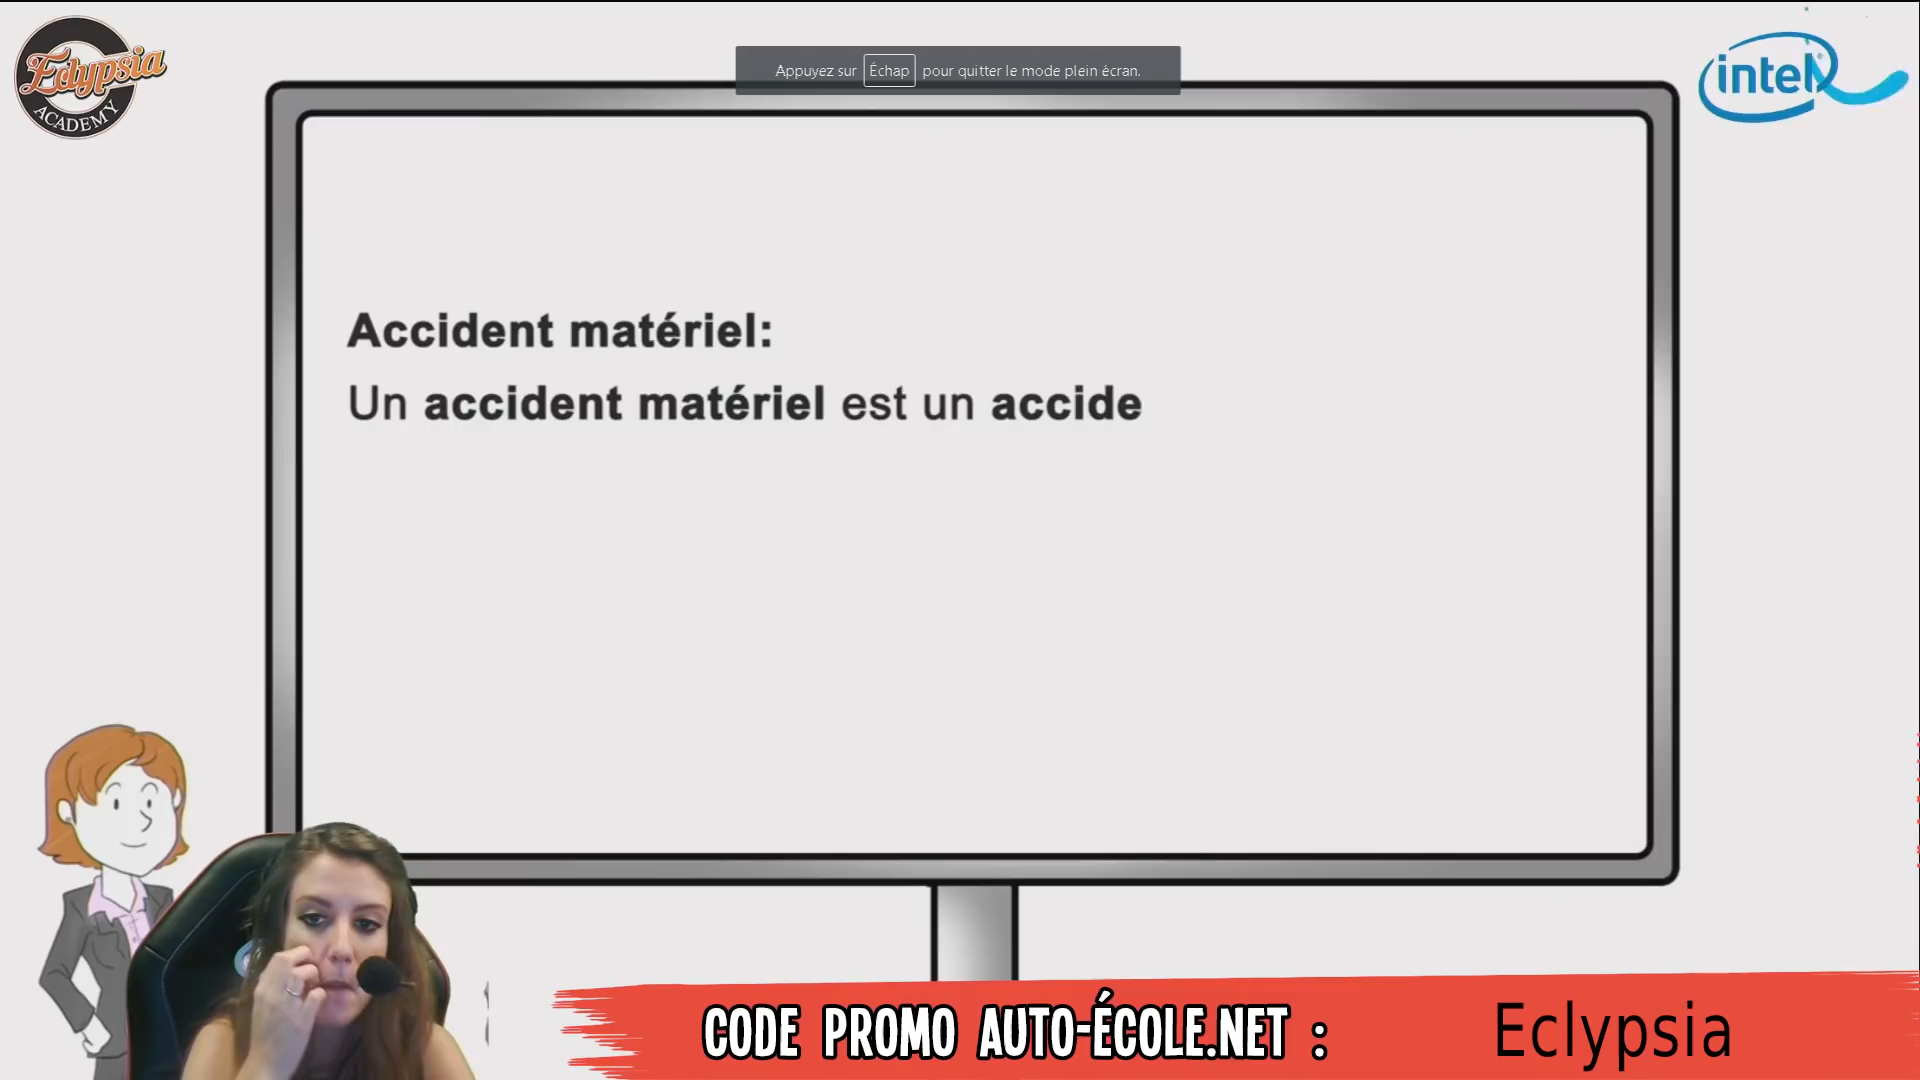 Eclypsia
ACADEMY
Appuyez sur Échap pour quitter le mode plein écran.
intel
Accident matériel:
Un accident matériel est un accide
CODE PROMO AUTO-ÉCOLE.NET :
Eclypsia